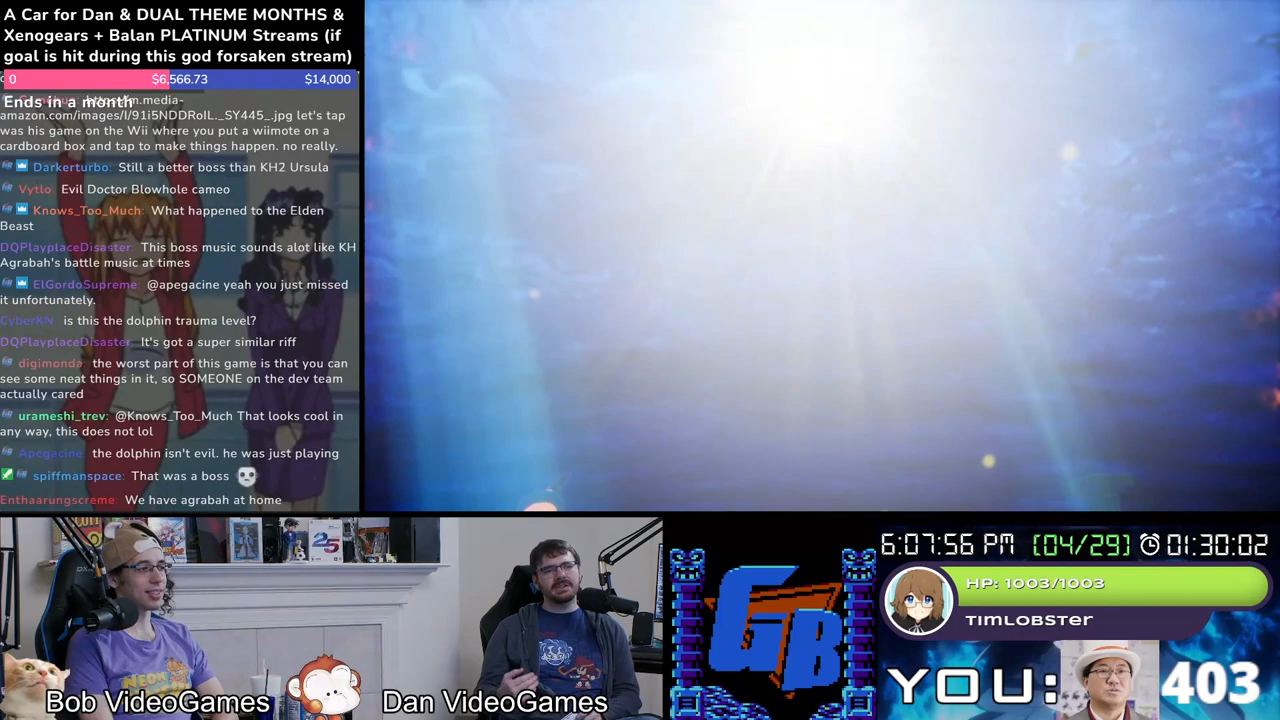 A Car for Dan & DUAL THEME MONTHS &
Xenogears + Balan PLATINUM Streams (if
goal is hit during this god forsaken stream)
0 $6,566.73 $14,000
Ends in a month
https://m.media-
amazon.com/images/I/91i5NDDRoIL._SY445_.jpg let's tap
was his game on the Wii where you put a wiimote on a
cardboard box and tap to make things happen. no really.
Darkerturbo: Still a better boss than KH2 Ursula
Vytlo: Evil Doctor Blowhole cameo
Knows_Too_Much: What happened to the Elden
Beast
DQPlayplaceDisaster: This boss music sounds alot like KH
Agrabah's battle music at times
ElGordoSupreme: @apegacine yeah you just missed
it unfortunately.
CyberKN: is this the dolphin trauma level?
DQPlayplaceDisaster: It's got a super similar riff
digimonda: the worst part of this game is that you can
see some neat things in it, so SOMEONE on the dev team
actually cared
urameshi_trev: @Knows_Too_Much That looks cool in
any way, this does not lol
Apegacine: the dolphin isn't evil. he was just playing
spiffmanspace: That was a boss
Enthaarungscreme: We have agrabah at home
25
Bob VideoGames
Dan VideoGames
GB
6:07:56 PM [04/29] 01:30:02
HP: 1003/1003
TIMLOBSTER
YOU: 403